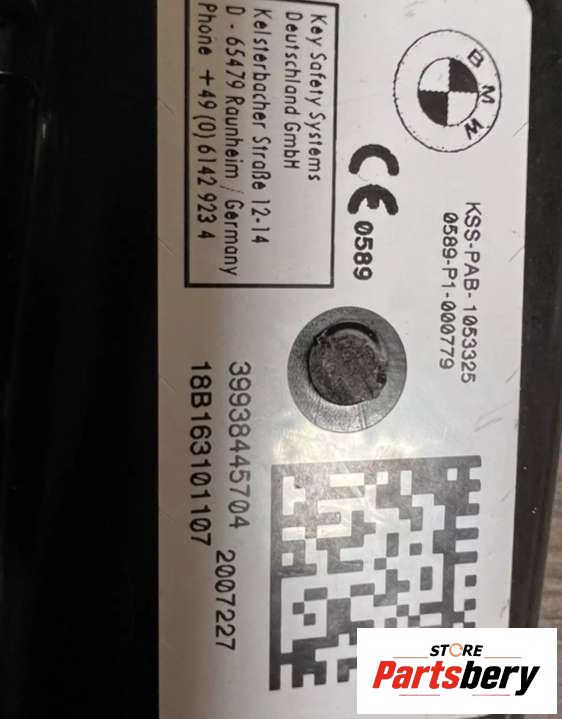 BMW
KSS-PAB-1053325
0589-P1-000779
CE 0589
Key Safety Systems
Deutschland GmbH
Kelsterbacher Straße 12-14
D - 65479 Raunheim / Germany
Phone +49 (0) 6142 923 4
39938445704 2007227
18B163101107
STORE
Partsbery